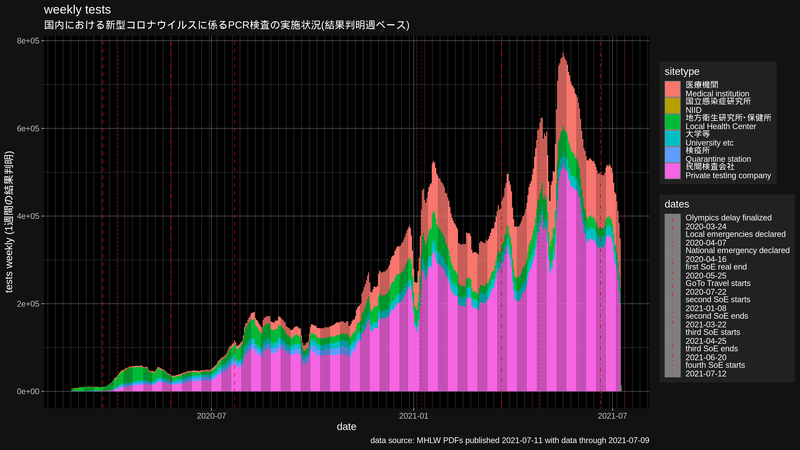 weekly tests
国内における新型コロナウイルスに係るPCR検査の実施状況(結果判明週ベース)
8e+05
6e+05
4e+05
2e+05
0e+00
tests weekly (1週間の結果判明)
2020-07
2021-01
2021-07
date
data source: MHLW PDFs published 2021-07-11 with data through 2021-07-09
sitetype
医療機関
Medical institution
国立感染症研究所
NIID
地方衛生研究所・保健所
Local Health Center
大学等
University etc
検疫所
Quarantine station
民間検査会社
Private testing company
dates
Olympics delay finalized
2020-03-24
Local emergencies declared
2020-04-07
National emergency declared
2020-04-16
first SoE real end
2020-05-25
GoTo Travel starts
2020-07-22
second SoE starts
2021-01-08
second SoE ends
2021-03-22
third SoE starts
2021-04-25
third SoE ends
2021-06-20
fourth SoE starts
2021-07-12